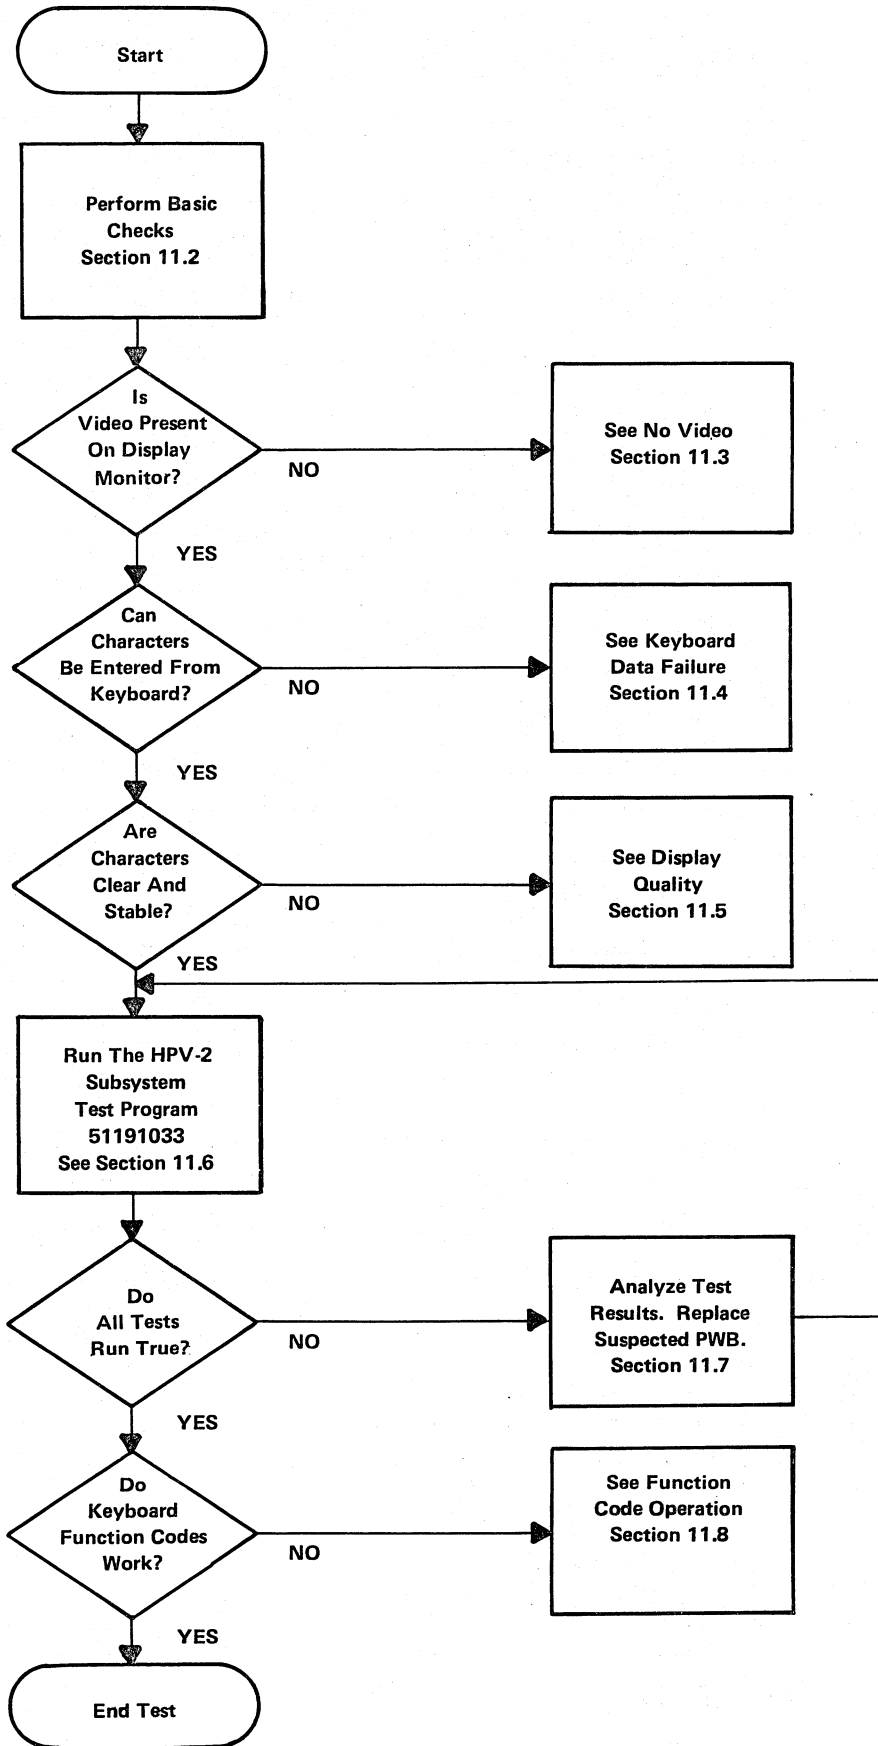 Start
Perform Basic
Checks
Section 11.2
Is
Video Present
On Display
Monitor?
NO
See No Video
Section 11.3
YES
Can
Characters
Be Entered From
Keyboard?
NO
See Keyboard
Data Failure
Section 11.4
YES
Are
Characters
Clear And
Stable?
NO
See Display
Quality
Section 11.5
YES
Run The HPV-2
Subsystem
Test Program
51191033
See Section 11.6
Do
All Tests
Run True?
NO
Analyze Test
Results. Replace
Suspected PWB.
Section 11.7
YES
Do
Keyboard
Function Codes
Work?
NO
See Function
Code Operation
Section 11.8
YES
End Test